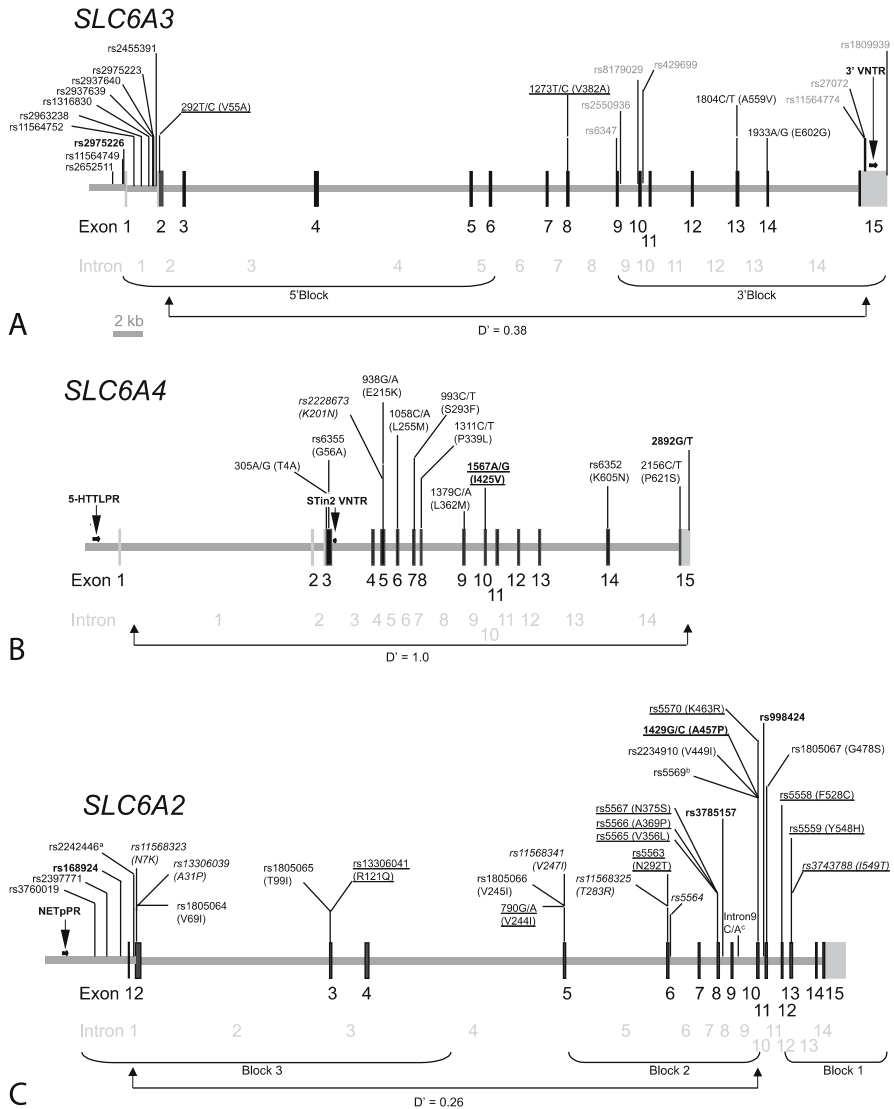 SLC6A3
rs2455391
rs2975223
rs2937640
rs2937639
rs1316830
rs2963238
rs11564752
rs2975226
rs11564749
rs2652511
292T/C (V55A)
1273T/C (V382A)
rs8179029
rs429699
rs2550936
rs6347
1804C/T (A559V)
1933A/G (E602G)
rs1809939
3' VNTR
rs27072
rs11564774
Exon 1 2 3 4 5 6 7 8 9 10 11 12 13 14 15
Intron 1 2 3 4 5 6 7 8 9 10 11 12 13 14
5'Block
3'Block
A
2 kb
D' = 0.38
SLC6A4
938G/A
(E215K)
rs2228673
(K201N)
993C/T
(S293F)
1058C/A
(L255M)
1311C/T
(P339L)
rs6355
(G56A)
305A/G (T4A)
1567A/G
(I425V)
1379C/A
(L362M)
2892G/T
rs6352
(K605N)
2156C/T
(P621S)
5-HTTLPR
STin2 VNTR
Exon 1 2 3 4 5 6 7 8 9 10 11 12 13 14 15
Intron 1 2 3 4 5 6 7 8 9 10 11 12 13 14
B
D' = 1.0
SLC6A2
rs5570 (K463R)
rs998424
1429G/C (A457P)
rs2234910 (V449I)
rs1805067 (G478S)
rs5569b
rs5558 (F528C)
rs5567 (N375S)
rs3785157
rs5566 (A369P)
rs5565 (V356L)
rs5559 (Y548H)
rs2242446a
rs11568323
(N7K)
rs168924
rs13306039
(A31P)
rs2397771
rs3760019
rs1805064
(V69I)
NETpPR
rs1805065
(T99I)
rs13306041
(R121Q)
rs11568341
(V247I)
rs1805066
(V245I)
790G/A
(V244I)
rs5563
(N292T)
rs11568325
(T283R)
rs5564
rs3743788 (I549T)
Intron9
C/Ac
Exon 1 2 3 4 5 6 7 8 9 10 11 12 13 14 15
Intron 1 2 3 4 5 6 7 8 9 10 11 12 13 14
Block 3
Block 2
Block 1
C
D' = 0.26